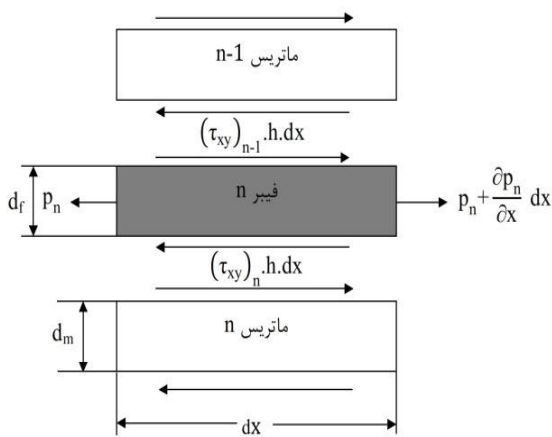 ماتریس n-1
(τxy)n-1.h.dx
df
pn
فیبر n
pn+∂pn/∂x dx
(τxy)n.h.dx
dm
ماتریس n
dx